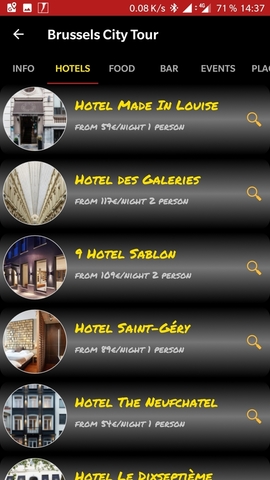 0.08 K/s 4G 71 % 14:37
Brussels City Tour
INFO HOTELS FOOD BAR EVENTS PLAC
Hotel Made In Louise
from 59€/night 1 person
Hotel des Galeries
from 117€/night 2 person
9 Hotel Sablon
from 109€/night 2 person
Hotel Saint-Géry
from 89€/night 1 person
Hotel The Neufchatel
from 54€/night 1 person
Hotel Le Dixseptième